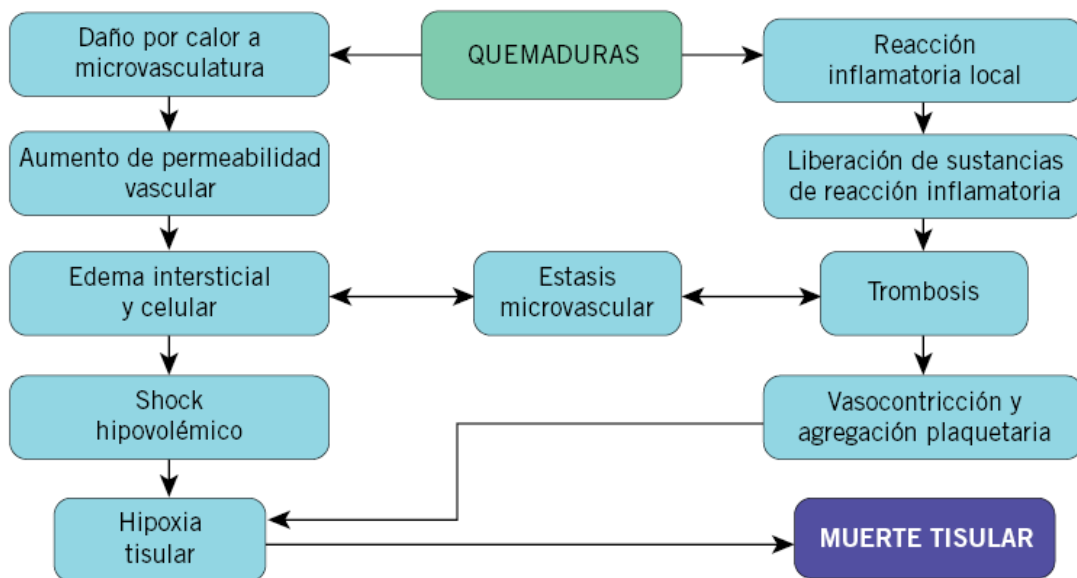 Daño por calor a
microvasculatura
QUEMADURAS
Reacción
inflamatoria local
Aumento de permeabilidad
vascular
Liberación de sustancias
de reacción inflamatoria
Edema intersticial
y celular
Estasis
microvascular
Trombosis
Shock
hipovolémico
Vasocontricción y
agregación plaquetaria
Hipoxia
tisular
MUERTE TISULAR